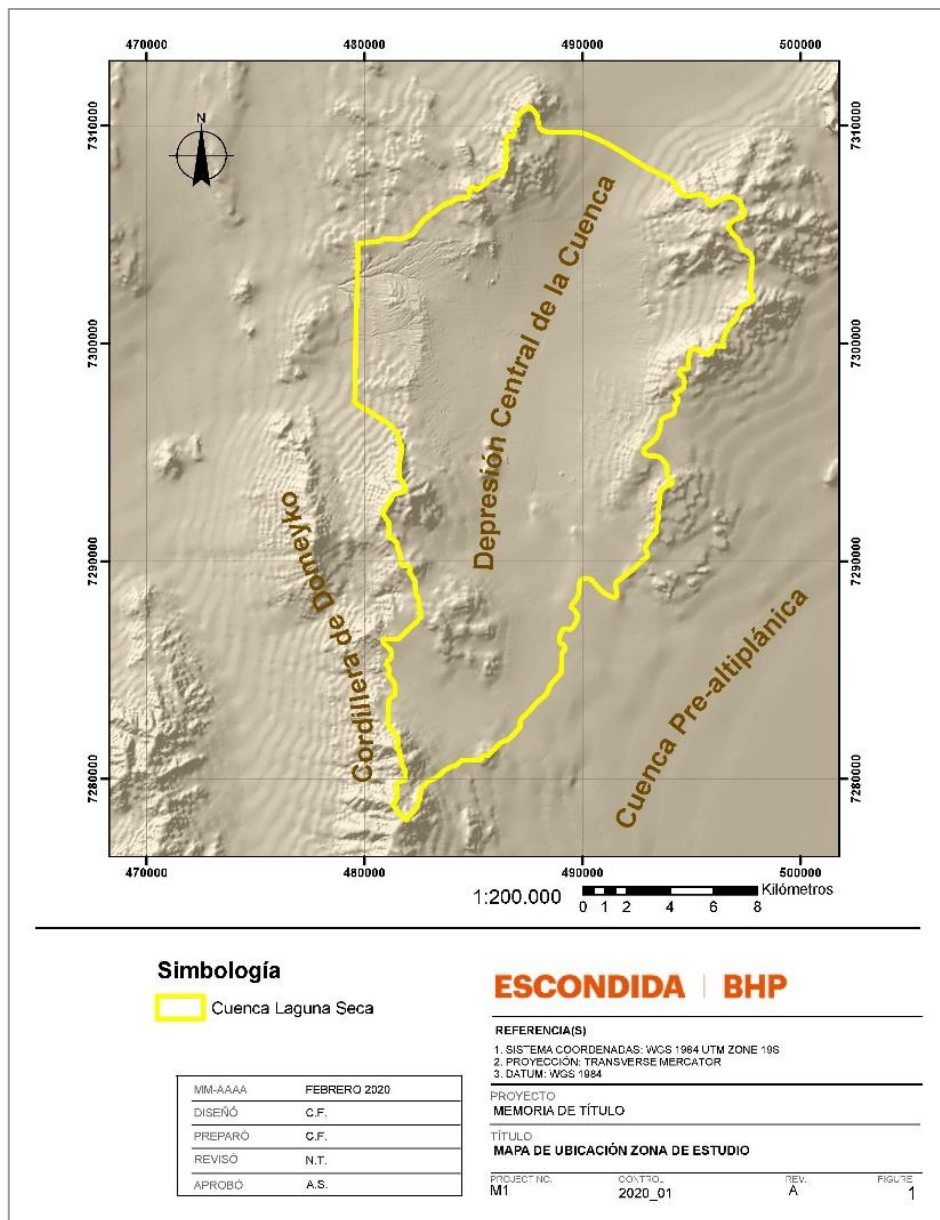 470000 480000 490000 500000
N
7310000 7310000
7300000 7300000
7290000 7290000
7280000 7280000
Depresión Central de la Cuenca
Cordillera de Domeyko
Cuenca Pre-altiplánica
470000 480000 490000 500000
1:200.000 Kilómetros
0 1 2 4 6 8
Simbología
Cuenca Laguna Seca
ESCONDIDA | BHP
REFERENCIA(S)
1. SISTEMA COORDENADAS: WGS 1984 UTM ZONE 19S
2. PROYECCIÓN: TRANSVERSE MERCATOR
3. DATUM: WGS 1984
MM-AAAA FEBRERO 2020
DISEÑÓ C.F.
PREPARÓ C.F.
REVISÓ N.T.
APROBÓ A.S.
PROYECTO
MEMORIA DE TÍTULO
TÍTULO
MAPA DE UBICACIÓN ZONA DE ESTUDIO
PROJECT NO. CONTROL REV. FIGURE
M1 2020_01 A 1